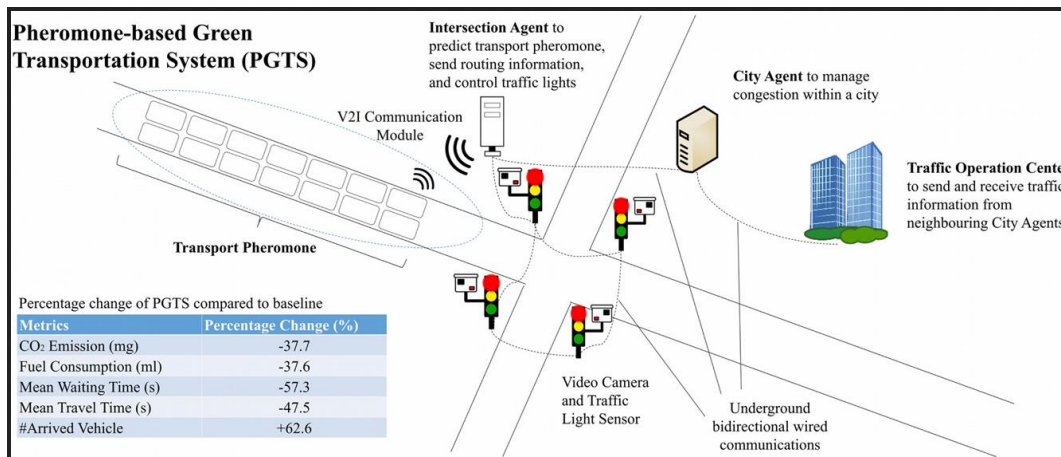 Pheromone-based Green
Transportation System (PGTS)
Intersection Agent to
predict transport pheromone,
send routing information,
and control traffic lights
V2I Communication
Module
City Agent to manage
congestion within a city
Traffic Operation Cente
to send and receive traffic
information from
neighbouring City Agents
Transport Pheromone
Percentage change of PGTS compared to baseline
Metrics Percentage Change (%)
CO2 Emission (mg) -37.7
Fuel Consumption (ml) -37.6
Mean Waiting Time (s) -57.3
Mean Travel Time (s) -47.5
#Arrived Vehicle +62.6
Video Camera
and Traffic
Light Sensor
Underground
bidirectional wired
communications